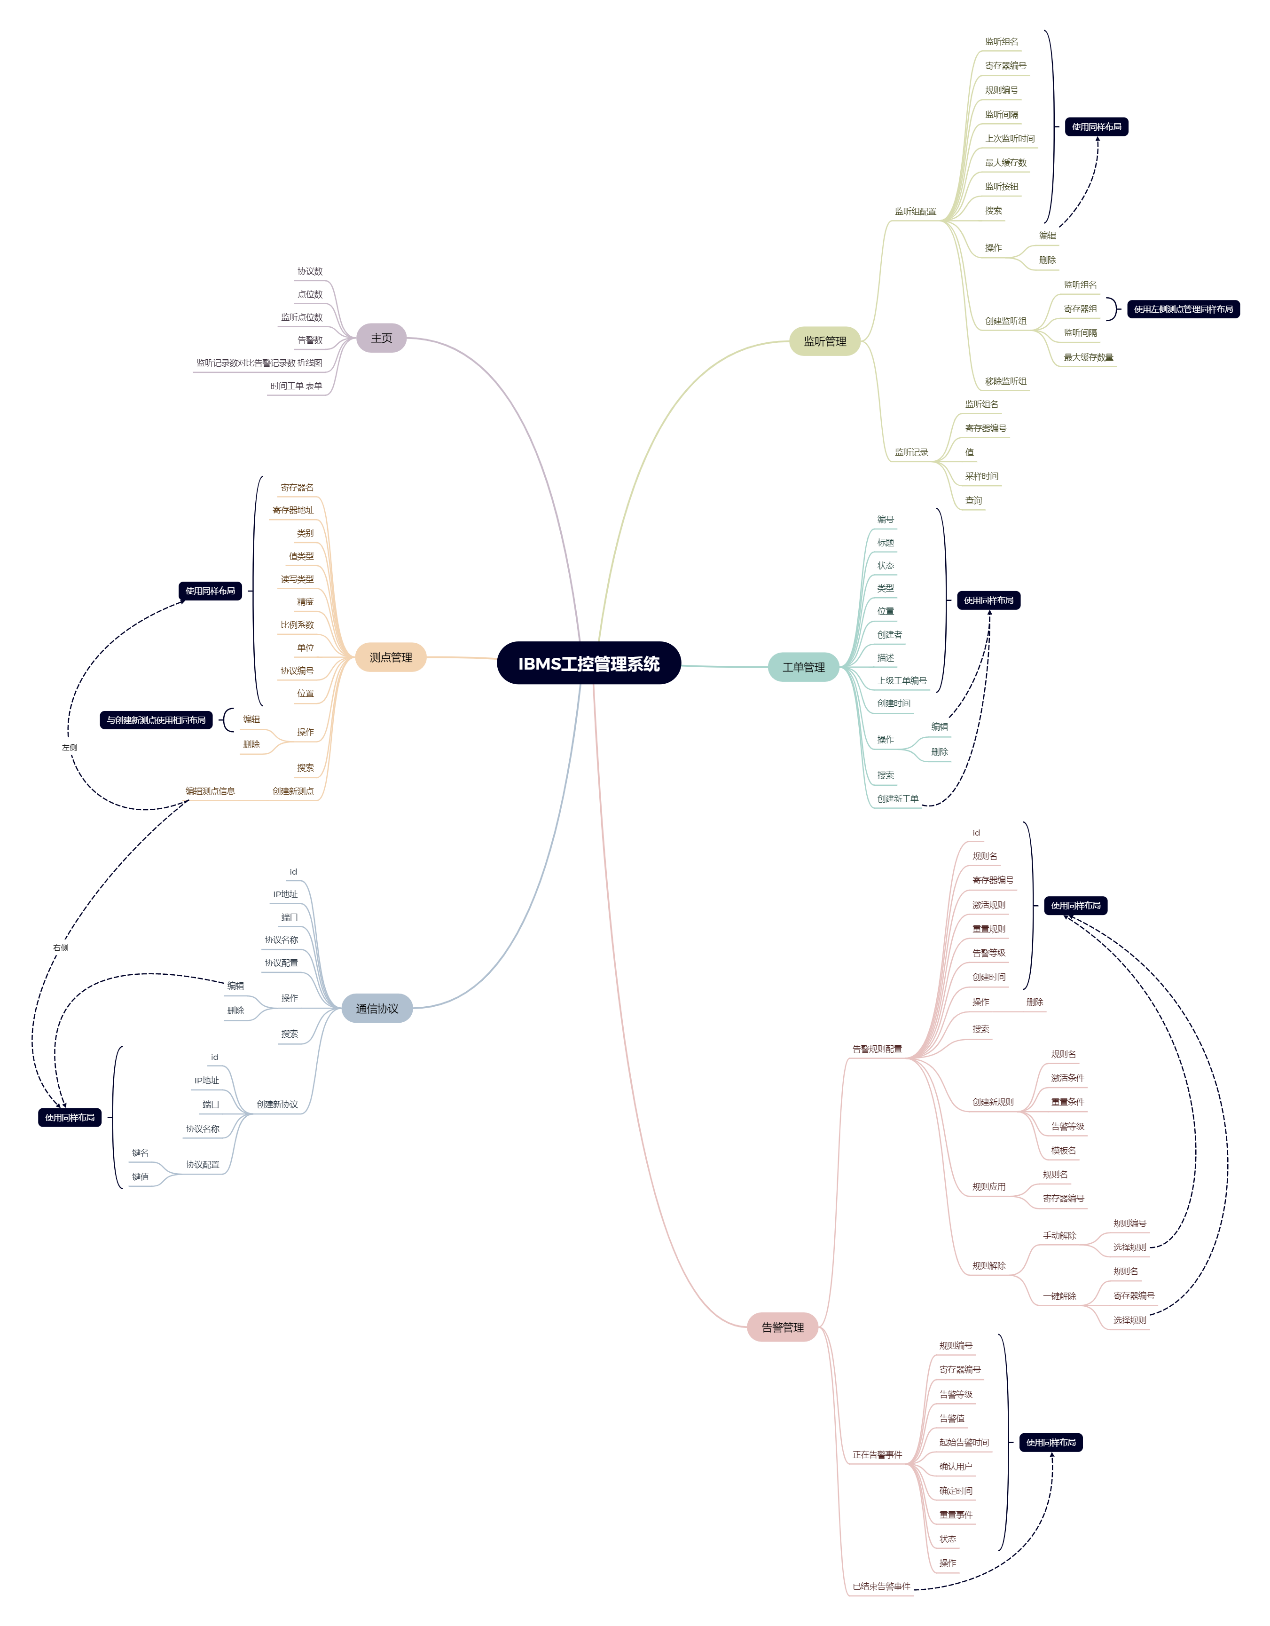 IBMS工控管理系统
主页
协议数
点位数
监听点位数
告警数
监听记录数对比告警记录数 折线图
时间工单 表单
测点管理
寄存器名
寄存器地址
类别
值类型
读写类型
精度
比例系数
单位
协议编号
位置
使用同样布局
操作
编辑
删除
与创建新测点使用相同布局
搜索
创建新测点
编辑测点信息
左侧
右侧
通信协议
id
IP地址
端口
协议名称
协议配置
操作
编辑
删除
搜索
创建新协议
id
IP地址
端口
协议名称
协议配置
键名
键值
使用同样布局
监听管理
监听组配置
监听组名
寄存器编号
规则编号
监听间隔
上次监听时间
最大缓存数
监听按钮
搜索
使用同样布局
操作
编辑
删除
创建监听组
监听组名
寄存器组
监听间隔
最大缓存数量
使用左侧测点管理同样布局
移除监听组
监听记录
监听组名
寄存器编号
值
采样时间
查询
工单管理
编号
标题
状态
类型
位置
创建者
描述
上级工单编号
使用同样布局
创建时间
操作
编辑
删除
搜索
创建新工单
告警管理
告警规则配置
Id
规则名
寄存器编号
激活规则
重置规则
告警等级
创建时间
使用同样布局
操作
删除
搜索
创建新规则
规则名
激活条件
重置条件
告警等级
模板名
规则应用
规则名
寄存器编号
规则解除
手动解除
规则编号
选择规则
一键解除
规则名
寄存器编号
选择规则
正在告警事件
规则编号
寄存器编号
告警等级
告警值
起始告警时间
确认用户
确定时间
重置事件
状态
操作
使用同样布局
已结束告警事件